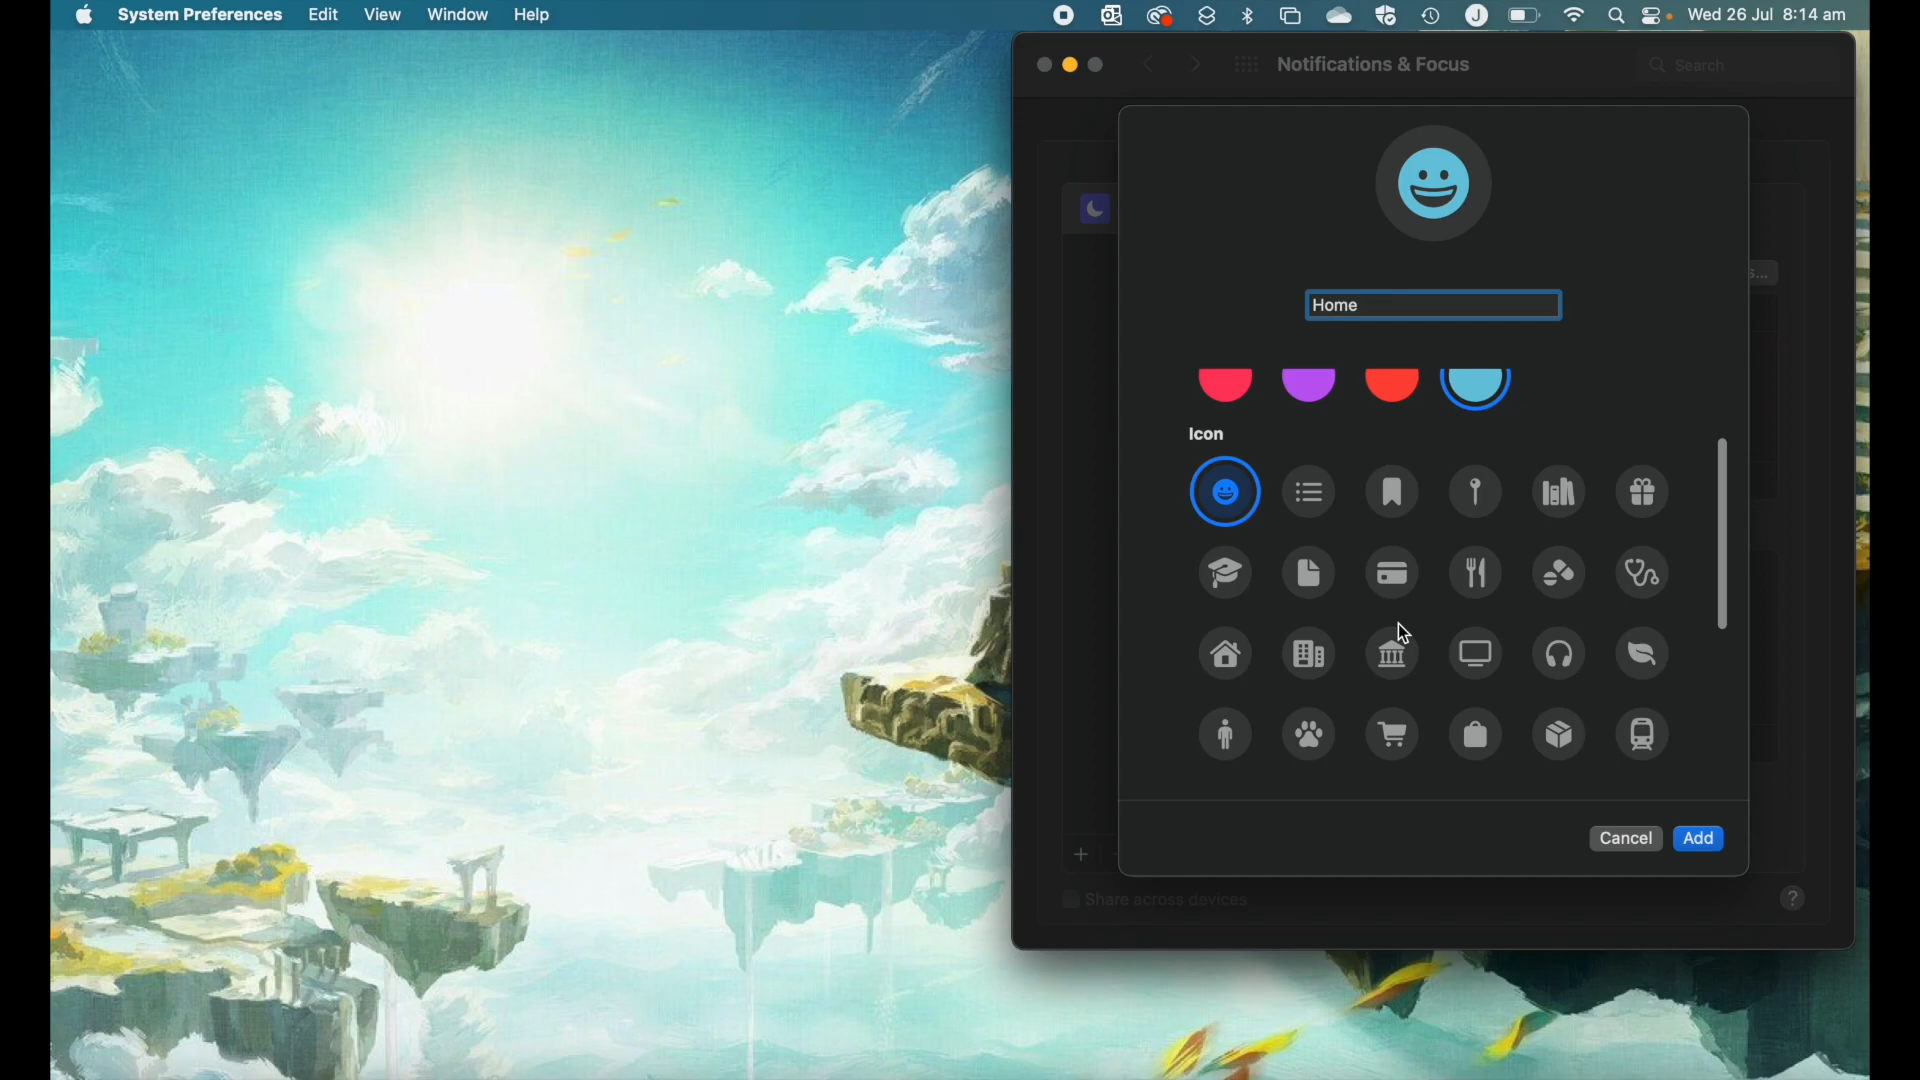 System Preferences Edit View Window Help
J Wed 26 Jul 8:14 am
Notifications & Focus
Search
s...
Home
Icon
Cancel Add
+
Share across devices
?